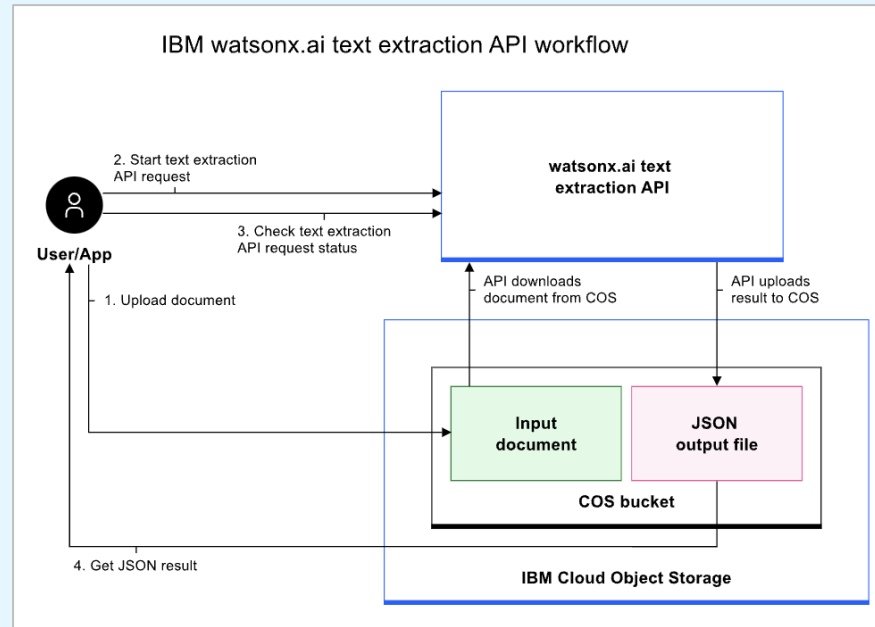 IBM watsonx.ai text extraction API workflow
2. Start text extraction
API request
watsonx.ai text
extraction API
3. Check text extraction
API request status
User/App
1. Upload document
API downloads
document from COS
API uploads
result to COS
Input
document
JSON
output file
COS bucket
4. Get JSON result
IBM Cloud Object Storage